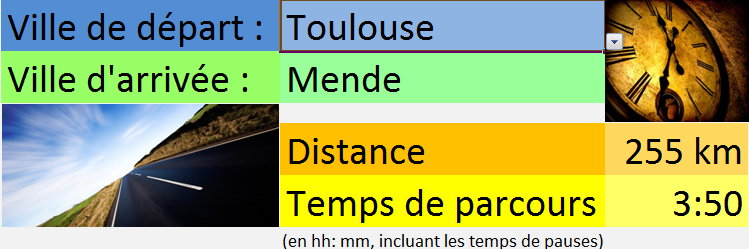 Ville de départ : Toulouse
Ville d'arrivée : Mende
Distance 255 km
Temps de parcours 3:50
(en hh: mm, incluant les temps de pauses)